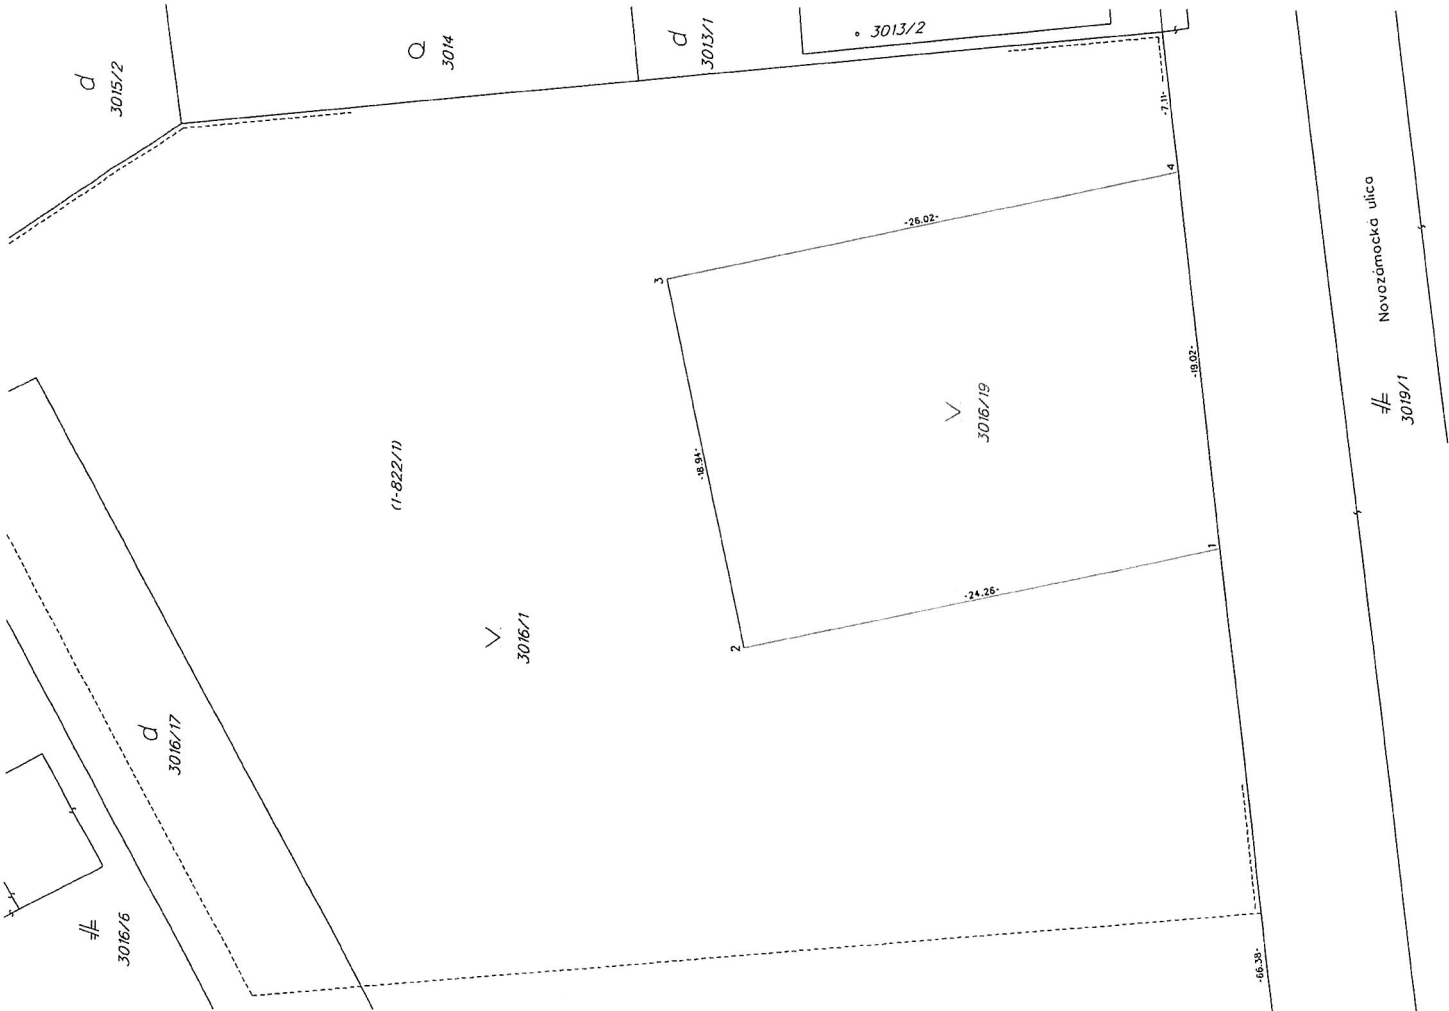 d
3015/2
Q
3014
d
3013/1
3013/2
-7.11-
4
-26.02-
3
Novozámocká ulica
3019/1
-19.02-
V
3016/19
-18.94-
(1-822/1)
1
-24.26-
2
V
3016/1
d
3016/17
3016/6
-66.38-